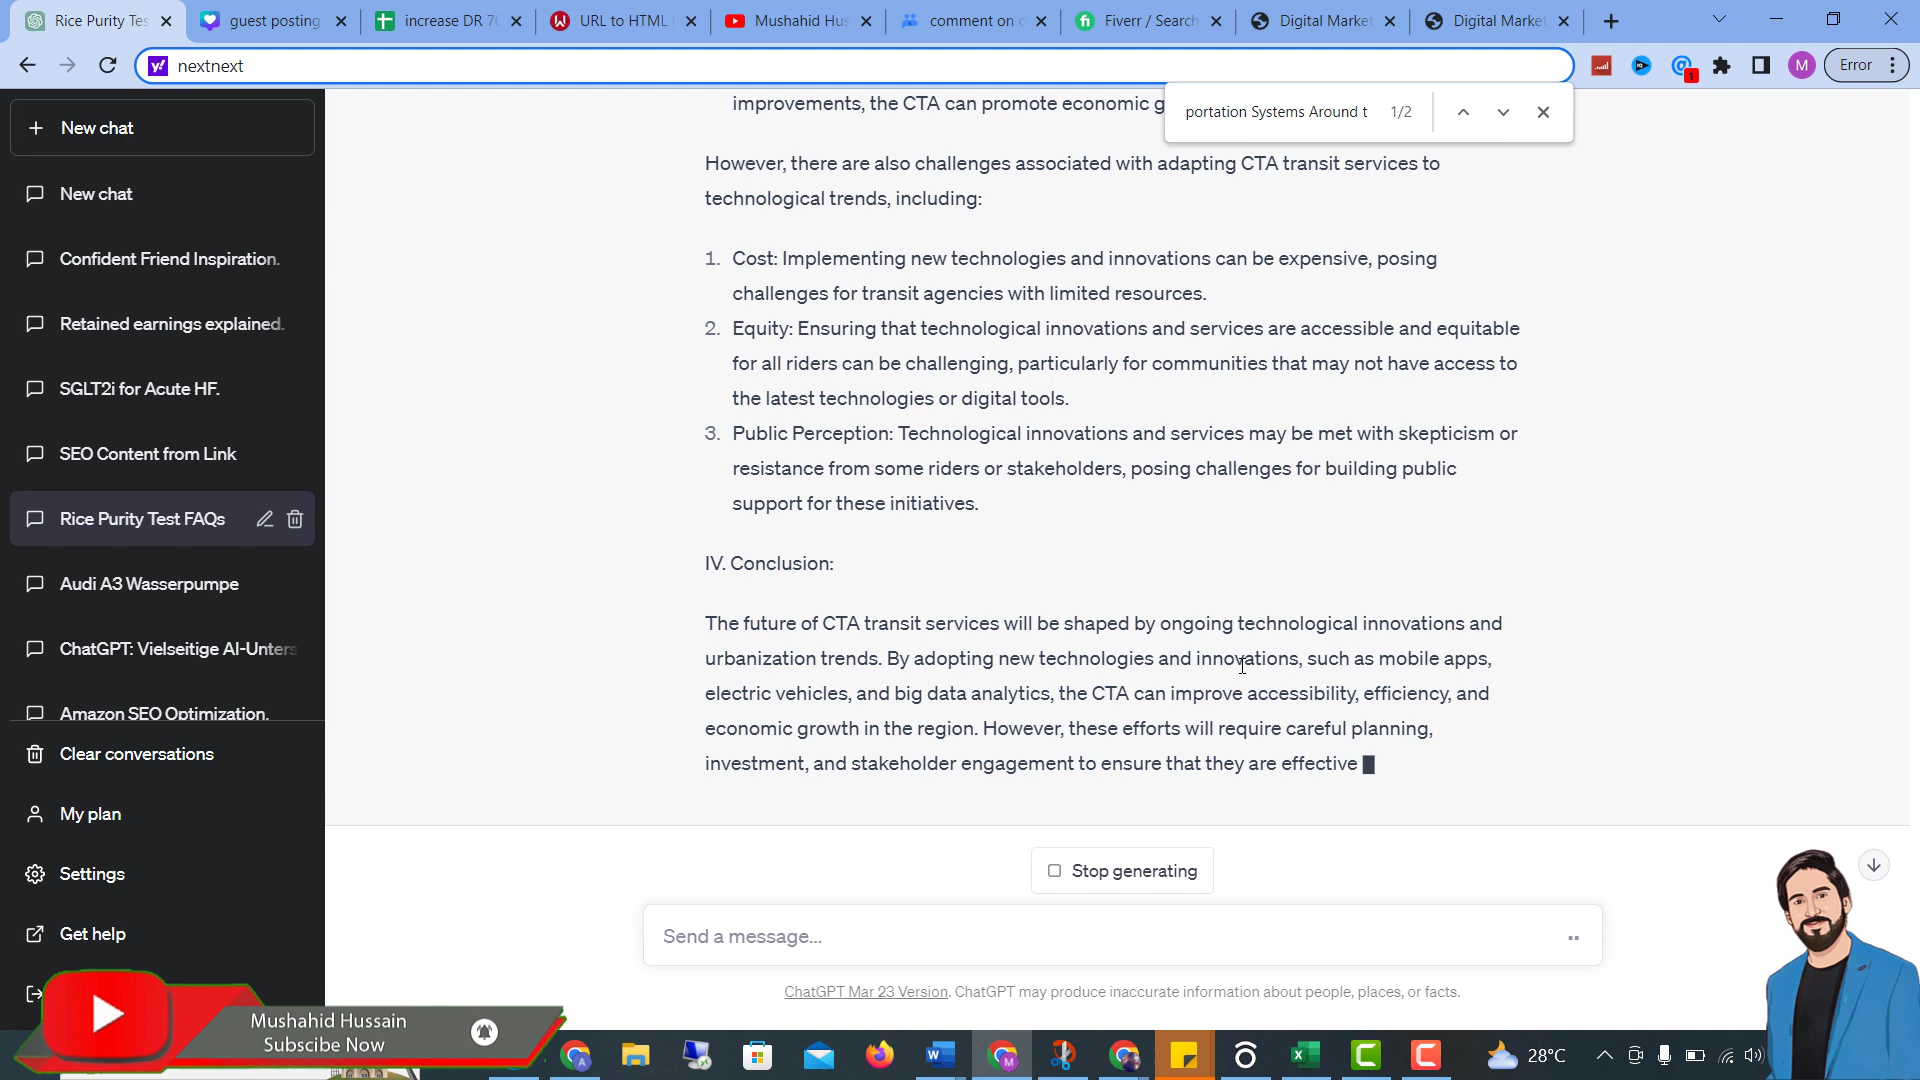 Rice Purity Tes
guest posting
increase DR 70
URL to HTML
Mushahid Hus
comment on
Fiverr / Search
Digital Market
Digital Market
nextnext
1
M
Error
portation Systems Around t 1/2
New chat
New chat
Confident Friend Inspiration.
Retained earnings explained.
SGLT2i for Acute HF.
SEO Content from Link
Rice Purity Test FAQs
Audi A3 Wasserpumpe
ChatGPT: Vielseitige AI-Unters
Amazon SEO Optimization.
Clear conversations
My plan
Settings
Get help
improvements, the CTA can promote economic g
However, there are also challenges associated with adapting CTA transit services to
technological trends, including:
1. Cost: Implementing new technologies and innovations can be expensive, posing
challenges for transit agencies with limited resources.
2. Equity: Ensuring that technological innovations and services are accessible and equitable
for all riders can be challenging, particularly for communities that may not have access to
the latest technologies or digital tools.
3. Public Perception: Technological innovations and services may be met with skepticism or
resistance from some riders or stakeholders, posing challenges for building public
support for these initiatives.
IV. Conclusion:
The future of CTA transit services will be shaped by ongoing technological innovations and
urbanization trends. By adopting new technologies and innovations, such as mobile apps,
electric vehicles, and big data analytics, the CTA can improve accessibility, efficiency, and
economic growth in the region. However, these efforts will require careful planning,
investment, and stakeholder engagement to ensure that they are effective
Stop generating
Send a message...
ChatGPT Mar 23 Version. ChatGPT may produce inaccurate information about people, places, or facts.
Mushahid Hussain
Subscibe Now
28°C